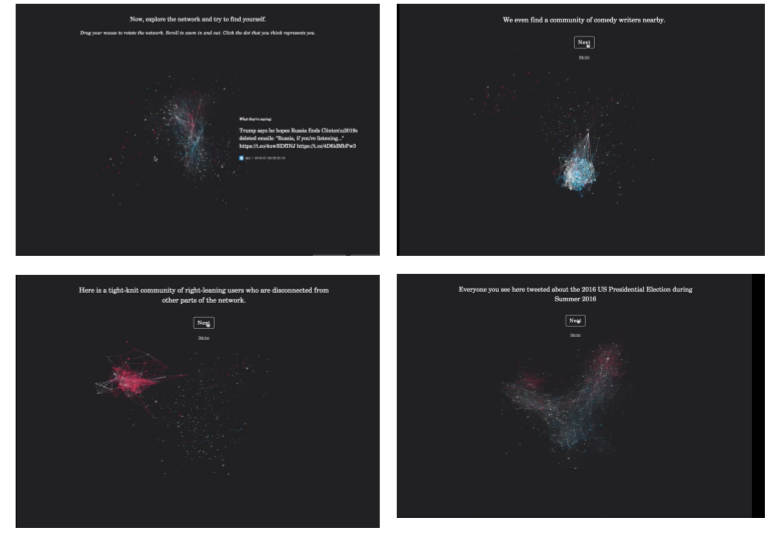 Now, explore the network and try to find yourself.
Drag your mouse to rotate the network. Scroll to zoom in and out. Click the dot that you think represents you.
What they're saying:
Trump says he hopes Russia finds Clinton\u2019s
deleted emails: "Russia, if you're listening..."
We even find a community of comedy writers nearby.
Next
Here is a tight-knit community of right-leaning users who are disconnected from
other parts of the network.
Next
Everyone you see here tweeted about the 2016 US Presidential Election during
Summer 2016
Next